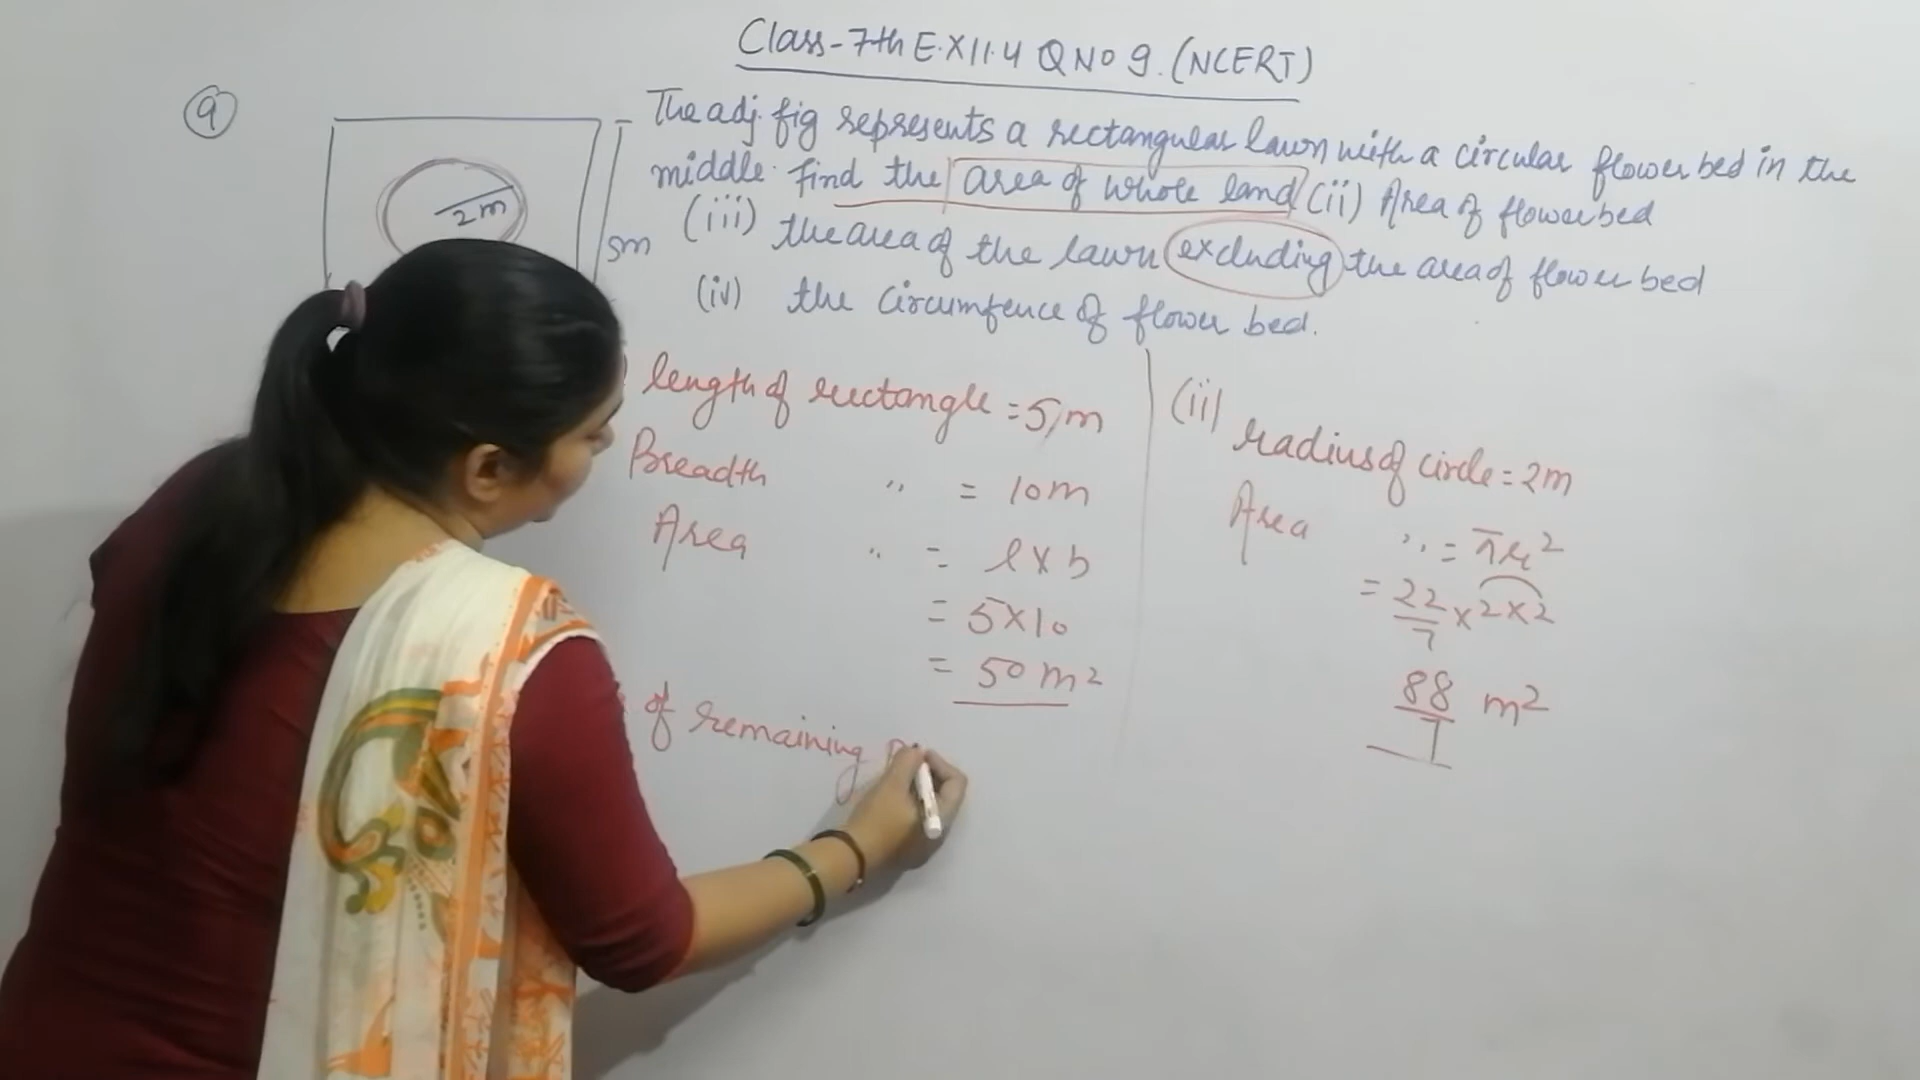 Class-7th E.X11.4 Q No 9. (NCERT)
9
The adj. fig represents a rectangular lawn with a circular flower bed in the
middle. find the area of whole land (ii) Area of flowerbed
(iii) the area of the lawn excluding the area of flower bed
(iv) the circumfence of flower bed.
2m
5m
length of rectangle = 5m
Breadth " = 10m
Area " = l x b
= 5x10
= 50 m2
of remaining
(ii) radius of circle = 2m
Area " = πr2
= 22/7 x 2 x 2
88/7 m2